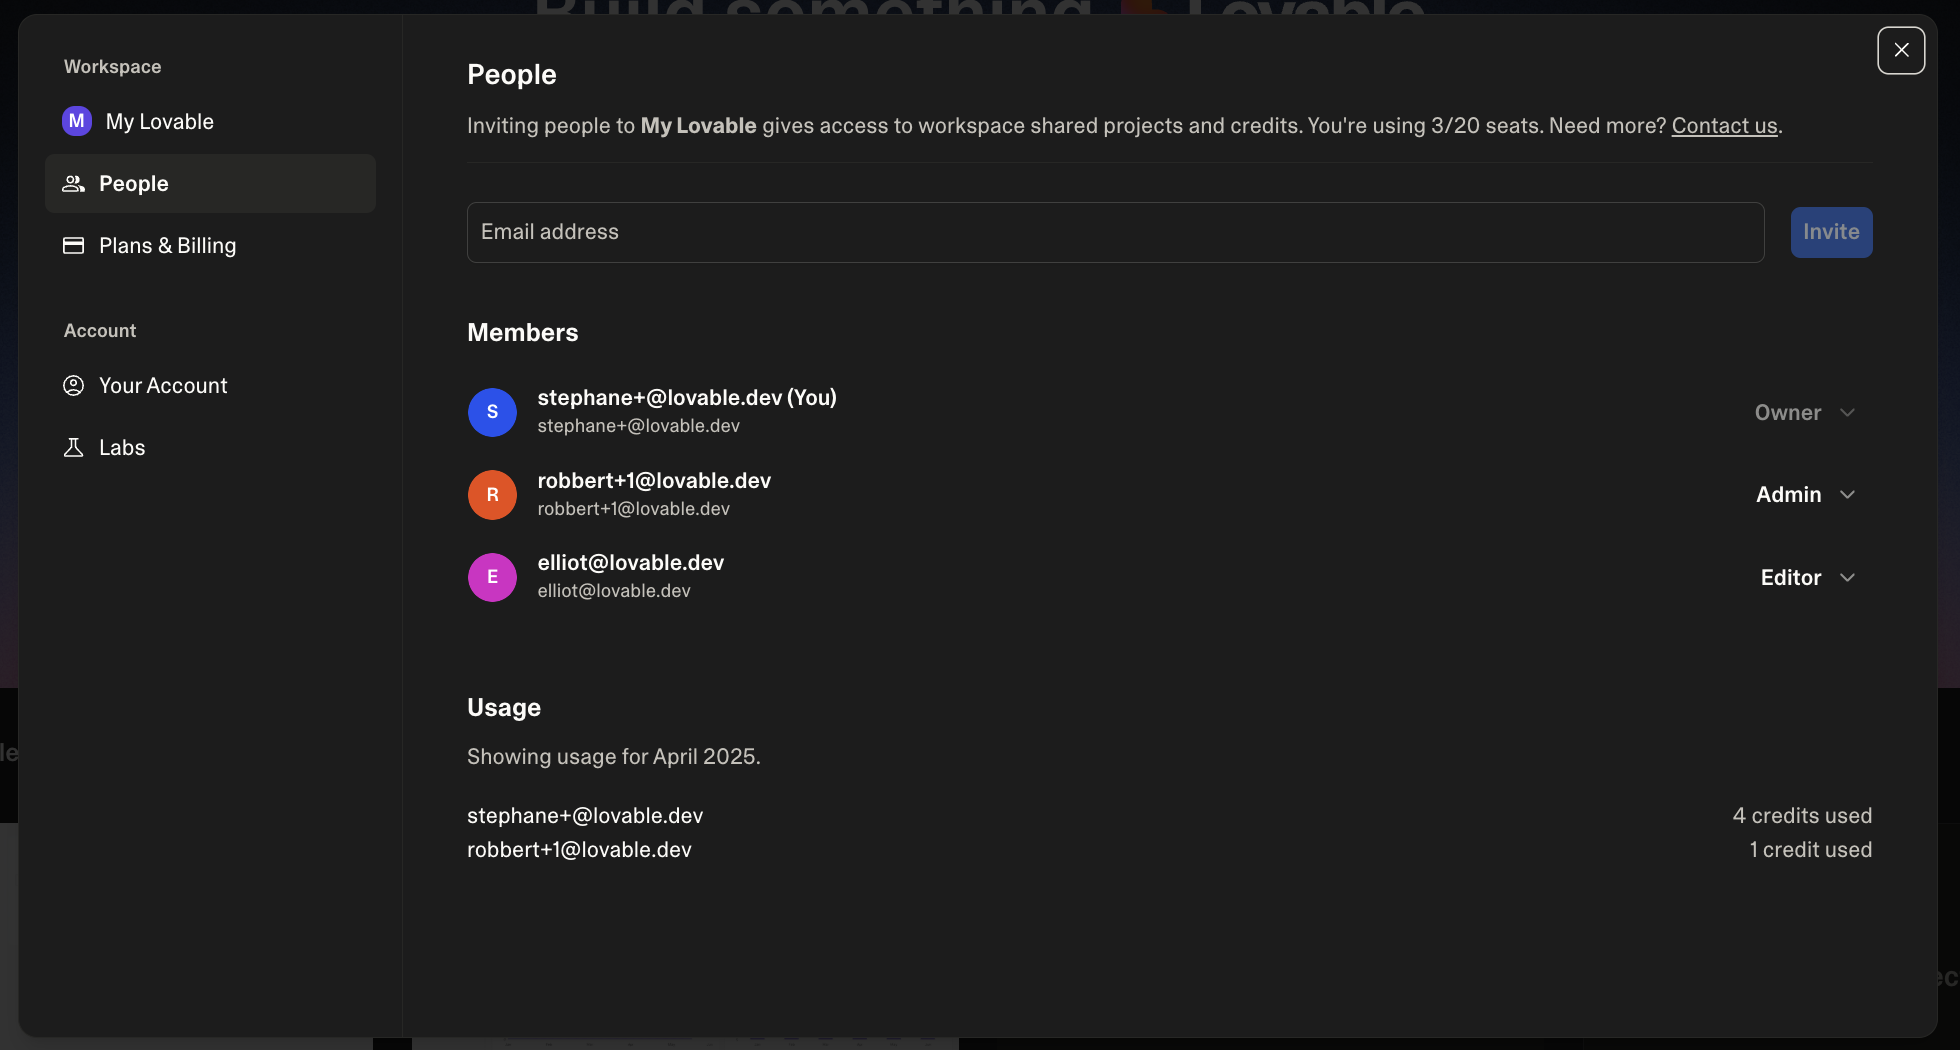 Build something Lovable
Workspace
M My Lovable
People
Plans & Billing
Account
Your Account
Labs
People
Inviting people to My Lovable gives access to workspace shared projects and credits. You're using 3/20 seats. Need more? Contact us.
Email address
Invite
Members
S
stephane+@lovable.dev (You)
stephane+@lovable.dev
Owner
R
robbert+1@lovable.dev
robbert+1@lovable.dev
Admin
E
elliot@lovable.dev
elliot@lovable.dev
Editor
Usage
Showing usage for April 2025.
stephane+@lovable.dev 4 credits used
robbert+1@lovable.dev 1 credit used